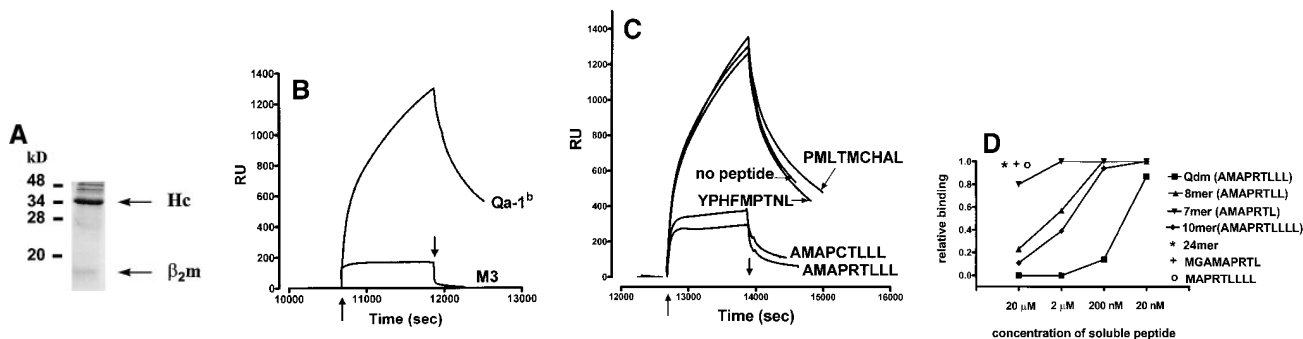 A
kD
48
34
28
20
Hc
β₂m
B
RU
1400
1200
1000
800
600
400
200
0
10000 11000 12000 13000
Time (sec)
Qa-1ᵇ
M3
C
RU
1400
1200
1000
800
600
400
200
0
12000 13000 14000 15000 16000
Time (sec)
PMLTMCHAL
no peptide
YPHFMPTNL
AMAPCTLLL
AMAPRTLLL
D
relative binding
1.0
0.8
0.6
0.4
0.2
0.0
20 μM 2 μM 200 nM 20 nM
concentration of soluble peptide
* + o
Qdm (AMAPRTLLL)
8mer (AMAPRTLL)
7mer (AMAPRTL)
10mer(AMAPRTLLLL)
* 24mer
+ MGAMAPRTL
o MAPRTLLLL